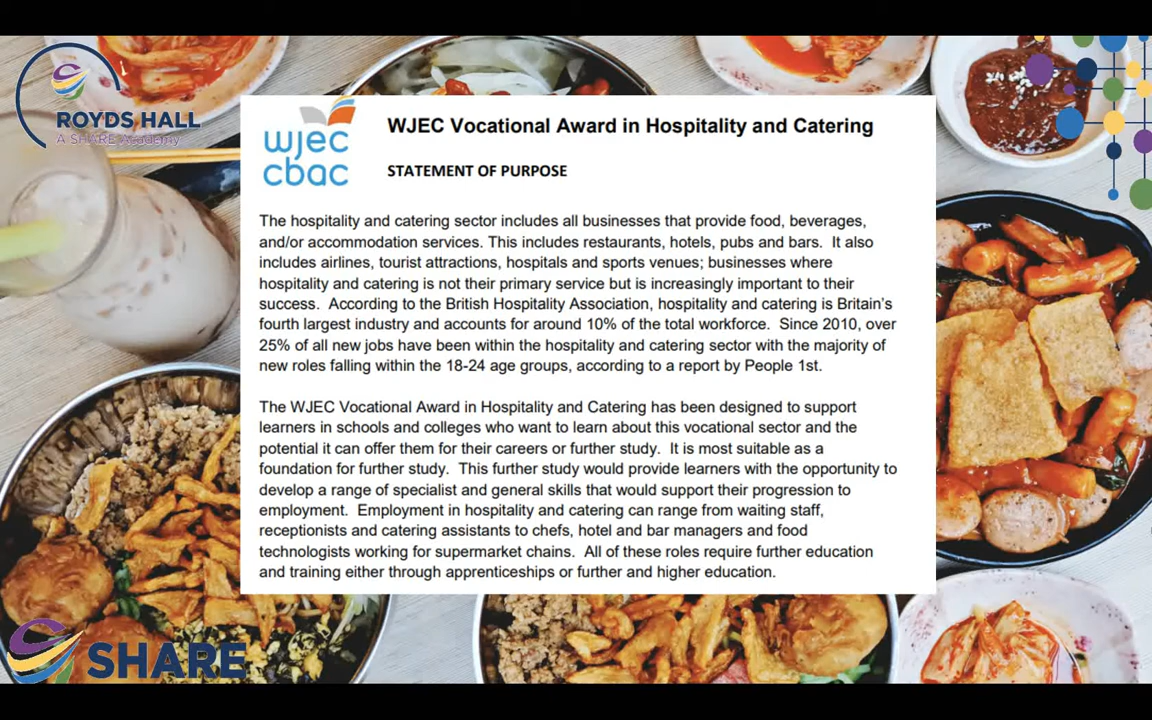 ROYDS HALL
A SHARE Academy
wjec
cbac
WJEC Vocational Award in Hospitality and Catering
STATEMENT OF PURPOSE
The hospitality and catering sector includes all businesses that provide food, beverages,
and/or accommodation services. This includes restaurants, hotels, pubs and bars. It also
includes airlines, tourist attractions, hospitals and sports venues; businesses where
hospitality and catering is not their primary service but is increasingly important to their
success. According to the British Hospitality Association, hospitality and catering is Britain's
fourth largest industry and accounts for around 10% of the total workforce. Since 2010, over
25% of all new jobs have been within the hospitality and catering sector with the majority of
new roles falling within the 18-24 age groups, according to a report by People 1st.
The WJEC Vocational Award in Hospitality and Catering has been designed to support
learners in schools and colleges who want to learn about this vocational sector and the
potential it can offer them for their careers or further study. It is most suitable as a
foundation for further study. This further study would provide learners with the opportunity to
develop a range of specialist and general skills that would support their progression to
employment. Employment in hospitality and catering can range from waiting staff,
receptionists and catering assistants to chefs, hotel and bar managers and food
technologists working for supermarket chains. All of these roles require further education
and training either through apprenticeships or further and higher education.
SHARE